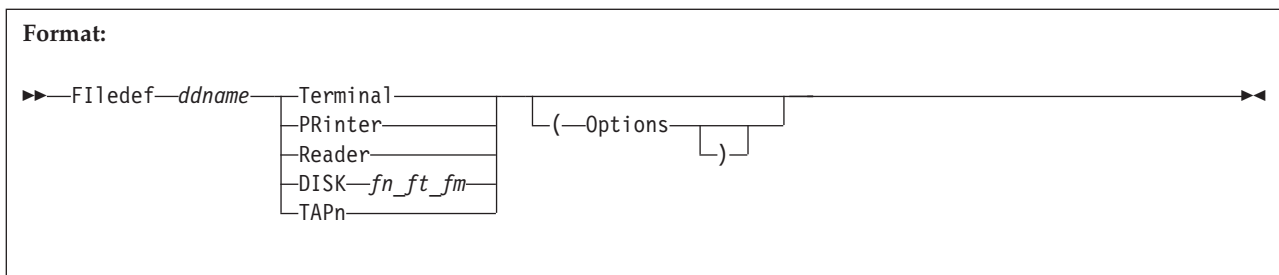 Format:
FIledef ddname Terminal
PRinter
Reader
DISK fn_ft_fm
TAPn
( Options
)